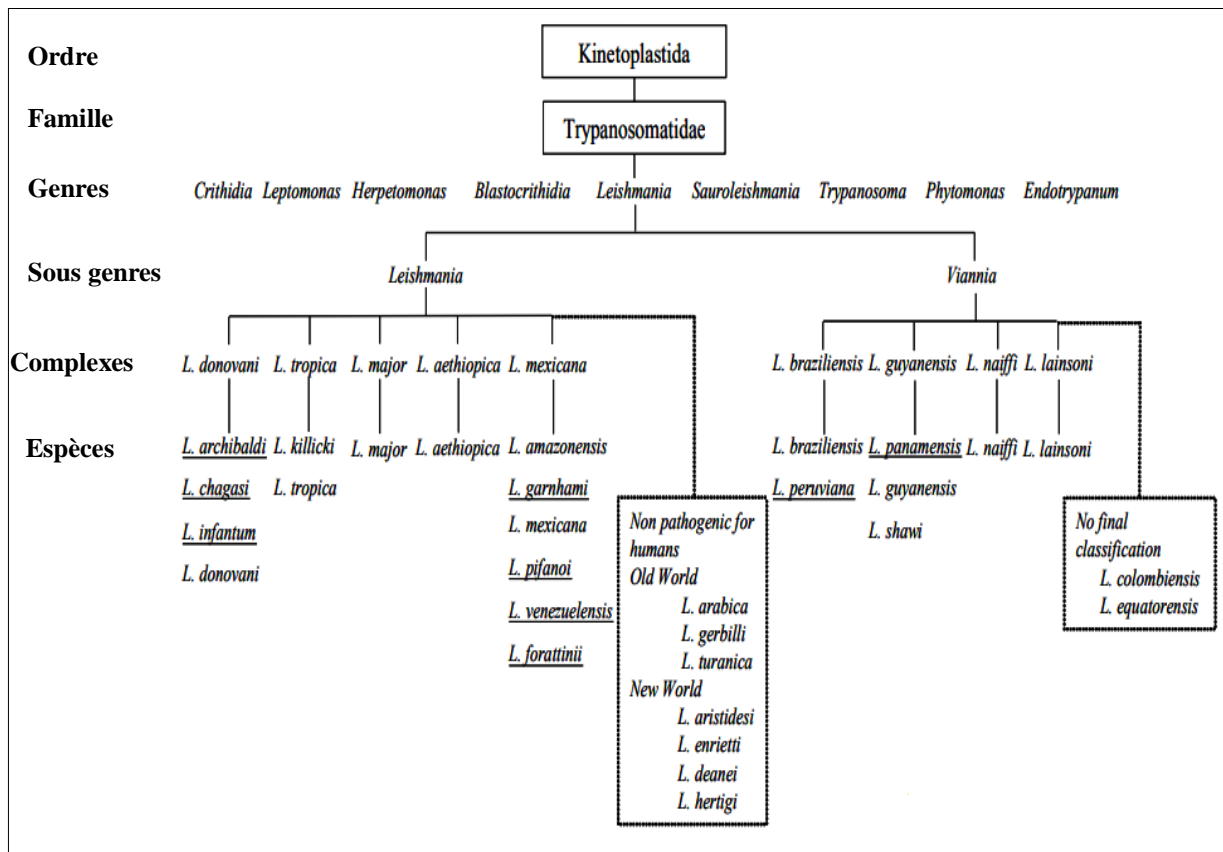 Ordre
Kinetoplastida
Famille
Trypanosomatidae
Genres
Crithidia Leptomonas Herpetomonas Blastocrithidia Leishmania Sauroleishmania Trypanosoma Phytomonas Endotrypanum
Sous genres
Leishmania Viannia
Complexes
L. donovani L. tropica L. major L. aethiopica L. mexicana L. braziliensis L. guyanensis L. naiffi L. lainsoni
Espèces
L. archibaldi L. killicki L. major L. aethiopica L. amazonensis L. braziliensis L. panamensis L. naiffi L. lainsoni
L. chagasi L. tropica L. garnhami L. peruviana L. guyanensis
L. infantum L. mexicana L. shawi
L. donovani L. pifanoi
L. venezuelensis
L. forattinii
Non pathogenic for
humans
Old World
L. arabica
L. gerbilli
L. turanica
New World
L. aristidesi
L. enrietti
L. deanei
L. hertigi
No final
classification
L. colombiensis
L. equatorensis